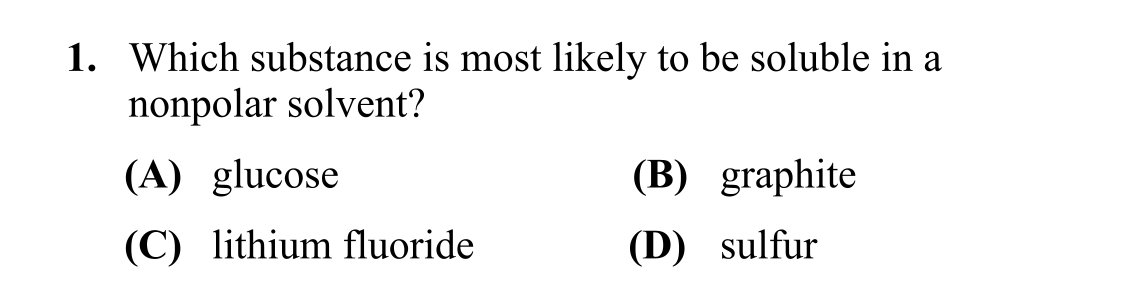 1. Which substance is most likely to be soluble in a
nonpolar solvent?
(A) glucose (B) graphite
(C) lithium fluoride (D) sulfur